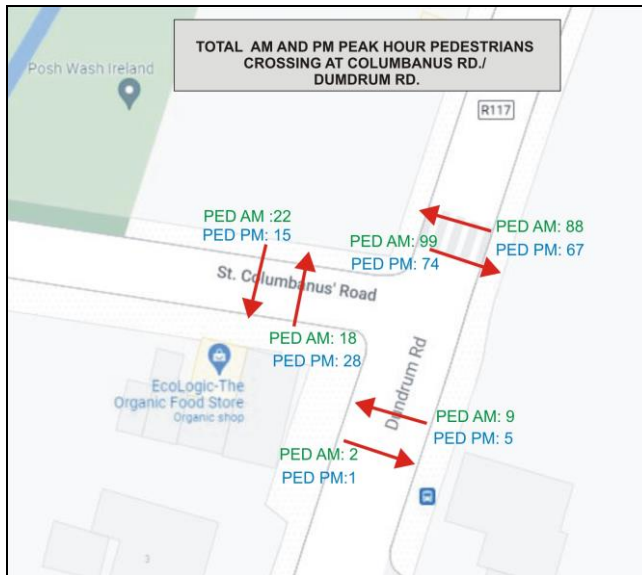 TOTAL AM AND PM PEAK HOUR PEDESTRIANS
CROSSING AT COLUMBANUS RD./
DUMDRUM RD.
Posh Wash Ireland
R117
PED AM :22
PED PM: 15
PED AM: 99
PED PM: 74
PED AM: 88
PED PM: 67
St. Columbanus' Road
PED AM: 18
PED PM: 28
EcoLogic-The
Organic Food Store
Organic shop
Dundrum Rd
PED AM: 9
PED PM: 5
PED AM: 2
PED PM:1
3